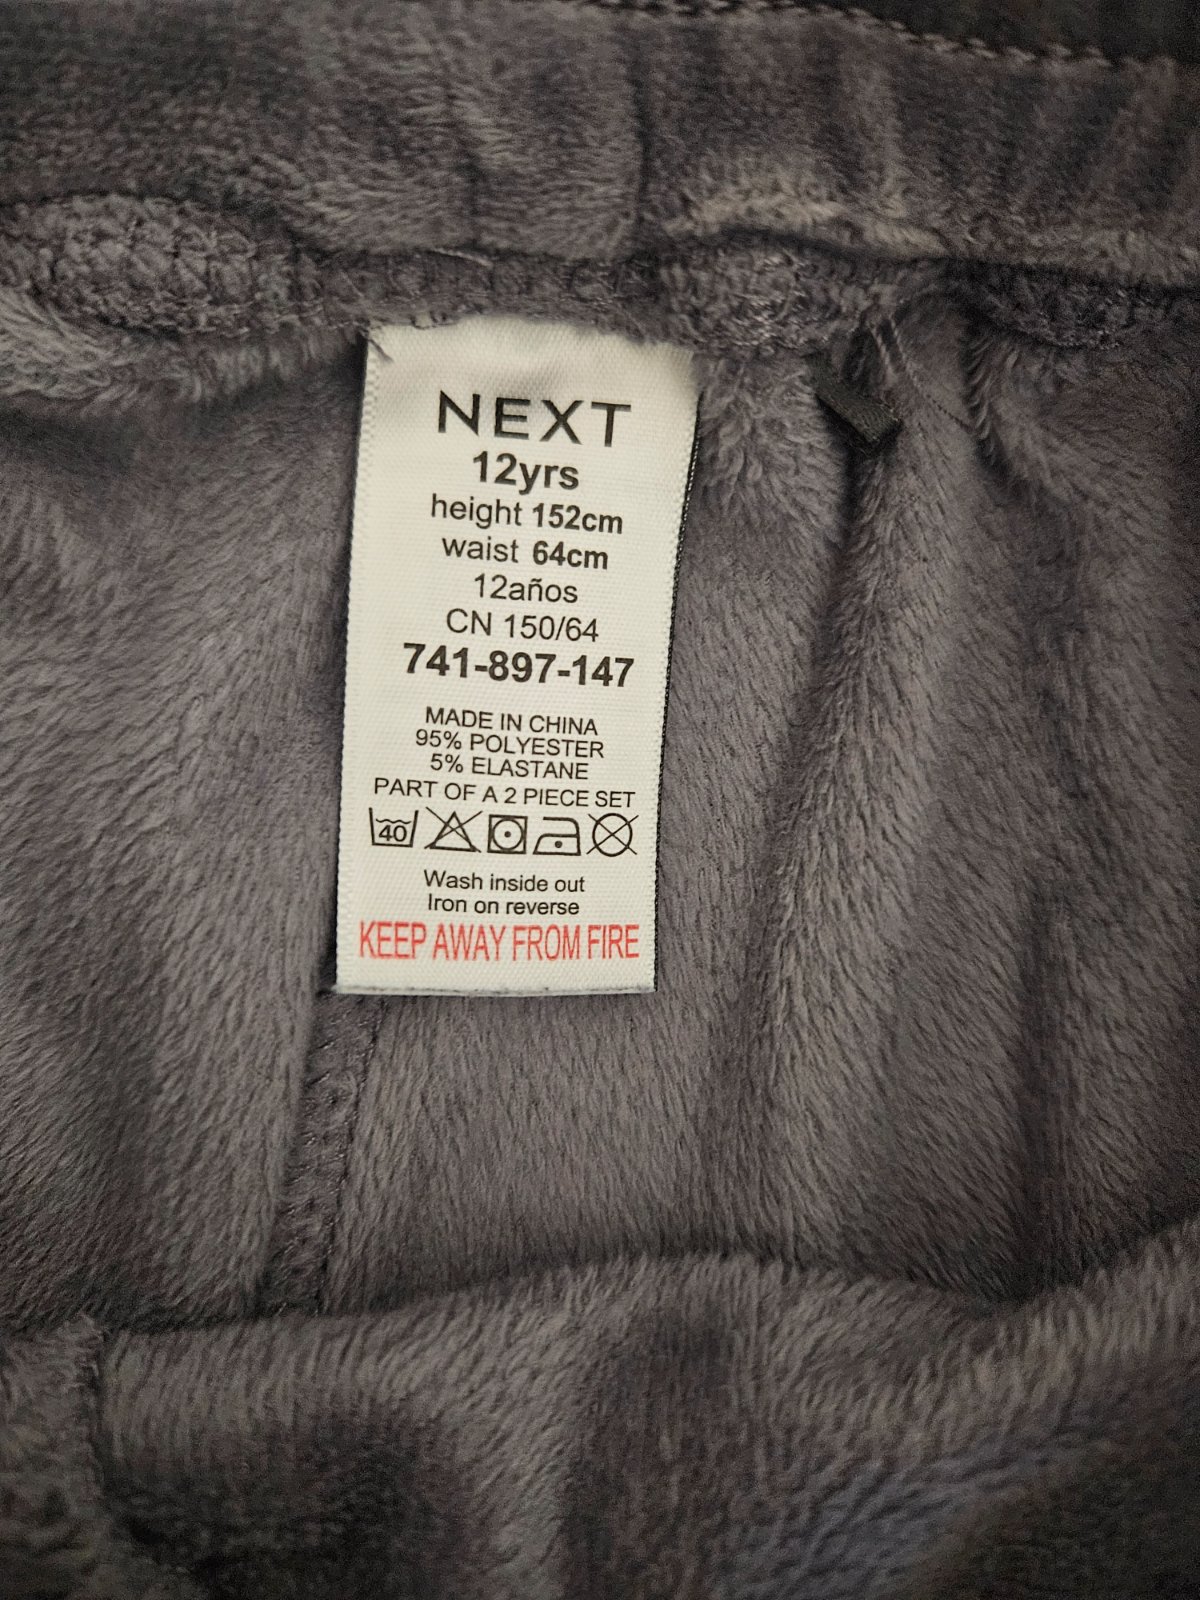 NEXT
12yrs
height 152cm
waist 64cm
12años
CN 150/64
741-897-147
MADE IN CHINA
95% POLYESTER
5% ELASTANE
PART OF A 2 PIECE SET
40
Wash inside out
Iron on reverse
KEEP AWAY FROM FIRE